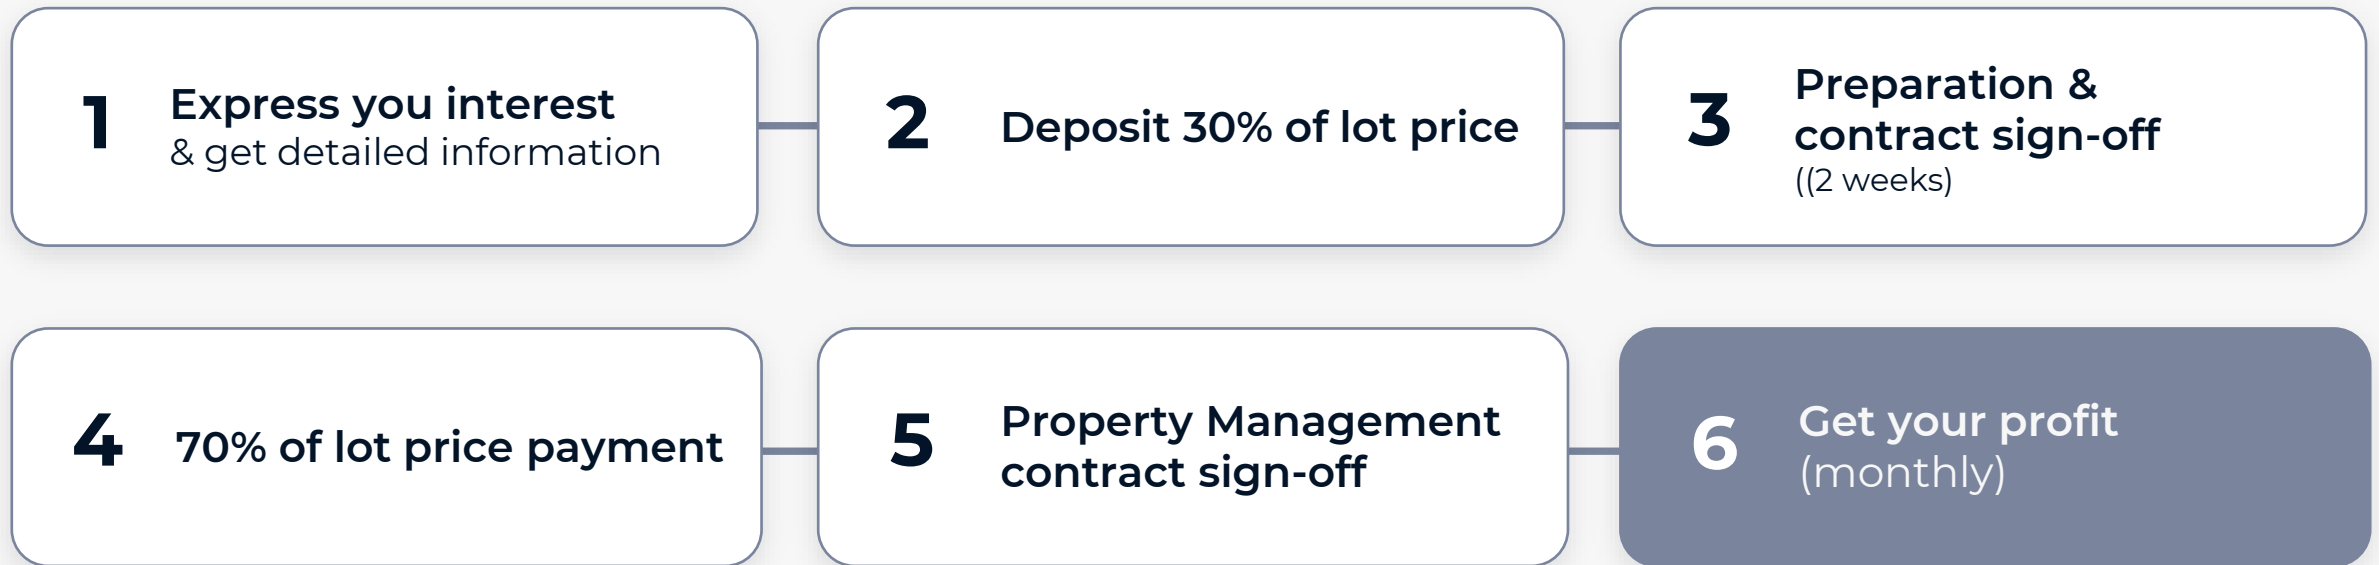 1
Express you interest
& get detailed information
2
Deposit 30% of lot price
3
Preparation &
contract sign-off
((2 weeks)
4
70% of lot price payment
5
Property Management
contract sign-off
6
Get your profit
(monthly)